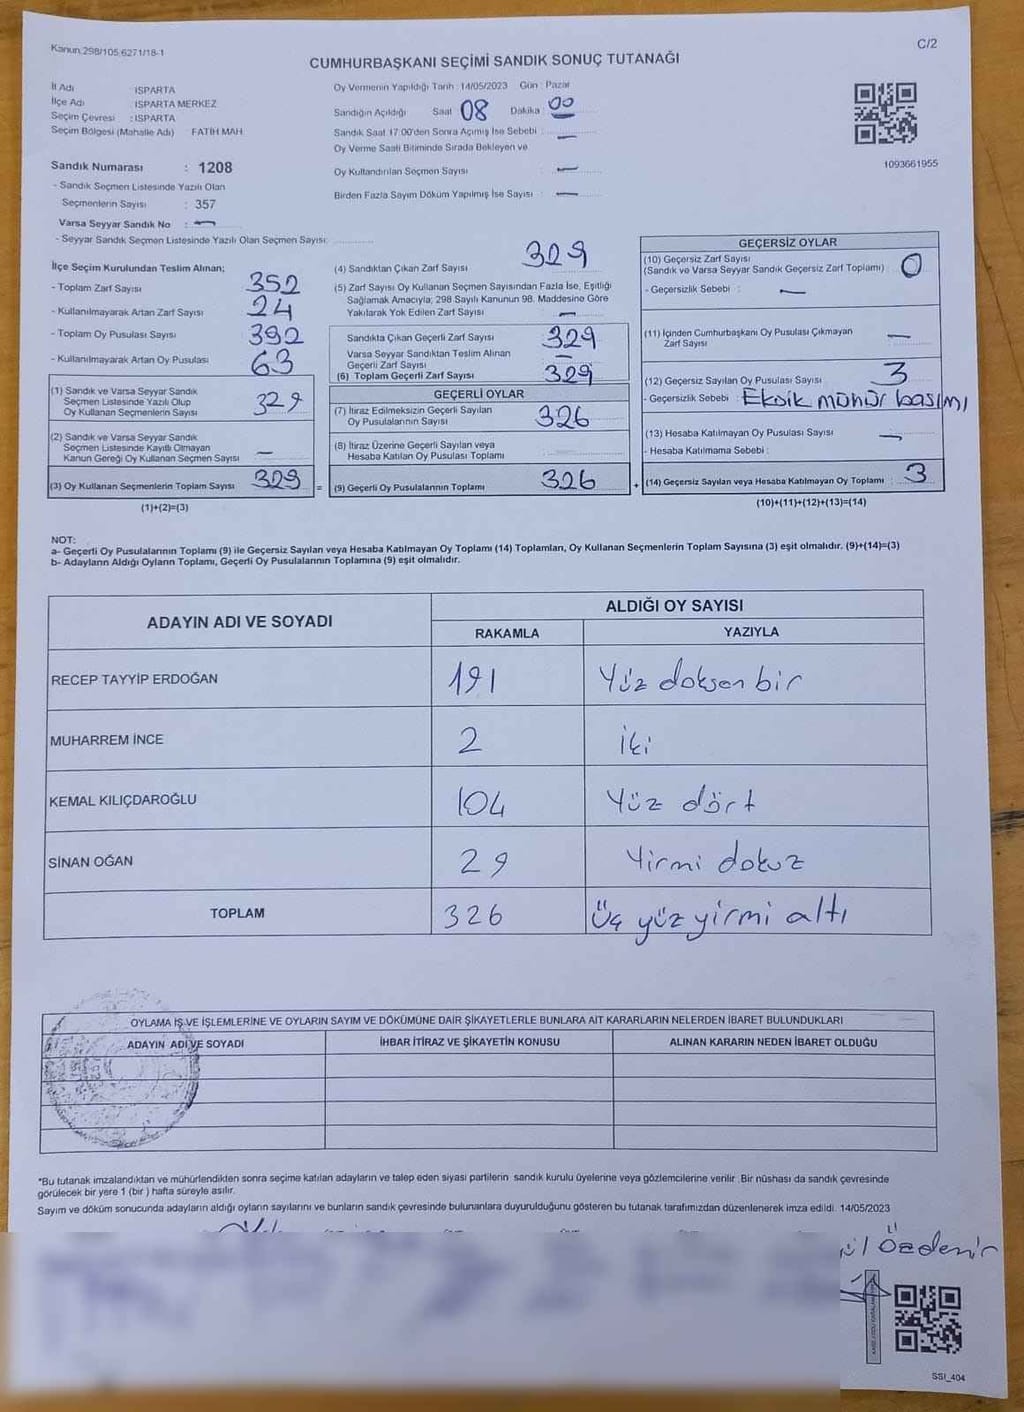 Kanun:298/105.6271/18-1
C/2
CUMHURBAŞKANI SEÇİMİ SANDIK SONUÇ TUTANAĞI
İl Adı : ISPARTA
İlçe Adı : ISPARTA MERKEZ
Seçim Çevresi : ISPARTA
Seçim Bölgesi (Mahalle Adı) FATİH MAH
Sandık Numarası : 1208
- Sandık Seçmen Listesinde Yazılı Olan
Seçmenlerin Sayısı : 357
Varsa Seyyar Sandık No : —
- Seyyar Sandık Seçmen Listesinde Yazılı Olan Seçmen Sayısı:
Oy Vermenin Yapıldığı Tarih : 14/05/2023 Gün : Pazar
Sandığın Açıldığı Saat 08 Dakika : 00
Sandık Saat 17:00'den Sonra Açımış İse Sebebi : —
Oy Verme Saati Bitiminde Sırada Bekleyen ve
Oy Kullandırılan Seçmen Sayısı : —
Birden Fazla Sayım Döküm Yapılmış İse Sayısı : —
1093661955
İlçe Seçim Kurulundan Teslim Alınan;
- Toplam Zarf Sayısı 352
- Kullanılmayarak Artan Zarf Sayısı 24
- Toplam Oy Pusulası Sayısı 392
- Kullanılmayarak Artan Oy Pusulası 63
(1) Sandık ve Varsa Seyyar Sandık
Seçmen Listesinde Yazılı Olup
Oy Kullanan Seçmenlerin Sayısı 329
(2) Sandık ve Varsa Seyyar Sandık
Seçmen Listesinde Kayıtlı Olmayan
Kanun Gereği Oy Kullanan Seçmen Sayısı —
(3) Oy Kullanan Seçmenlerin Toplam Sayısı 329 =
(1)+(2)=(3)
(4) Sandıktan Çıkan Zarf Sayısı 329
(5) Zarf Sayısı Oy Kullanan Seçmen Sayısından Fazla İse, Eşitliği
Sağlamak Amacıyla; 298 Sayılı Kanunun 98. Maddesine Göre
Yakılarak Yok Edilen Zarf Sayısı —
Sandıkta Çıkan Geçerli Zarf Sayısı 329
Varsa Seyyar Sandıktan Teslim Alınan
Geçerli Zarf Sayısı —
(6) Toplam Geçerli Zarf Sayısı 329
GEÇERLİ OYLAR
(7) İtiraz Edilmeksizin Geçerli Sayılan
Oy Pusulalarının Sayısı 326
(8) İtiraz Üzerine Geçerli Sayılan veya
Hesaba Katılan Oy Pusulası Toplamı
(9) Geçerli Oy Pusulalarının Toplamı 326 +
GEÇERSİZ OYLAR
(10) Geçersiz Zarf Sayısı
(Sandık ve Varsa Seyyar Sandık Geçersiz Zarf Toplamı) : 0
- Geçersizlik Sebebi : —
(11) İçinden Cumhurbaşkanı Oy Pusulası Çıkmayan
Zarf Sayısı —
(12) Geçersiz Sayılan Oy Pusulası Sayısı : 3
- Geçersizlik Sebebi : Eksik mühür basımı
(13) Hesaba Katılmayan Oy Pusulası Sayısı : —
- Hesaba Katılmama Sebebi :
(14) Geçersiz Sayılan veya Hesaba Katılmayan Oy Toplamı : 3
(10)+(11)+(12)+(13)=(14)
NOT:
a- Geçerli Oy Pusulalarının Toplamı (9) ile Geçersiz Sayılan veya Hesaba Katılmayan Oy Toplamı (14) Toplamları, Oy Kullanan Seçmenlerin Toplam Sayısına (3) eşit olmalıdır. (9)+(14)=(3)
b- Adayların Aldığı Oyların Toplamı, Geçerli Oy Pusulalarının Toplamına (9) eşit olmalıdır.
ADAYIN ADI VE SOYADI
ALDIĞI OY SAYISI
RAKAMLA YAZIYLA
RECEP TAYYİP ERDOĞAN 191 Yüz doksan bir
MUHARREM İNCE 2 İki
KEMAL KILIÇDAROĞLU 104 Yüz dört
SİNAN OĞAN 29 Yirmi dokuz
TOPLAM 326 Üç yüz yirmi altı
OYLAMA İŞ VE İŞLEMLERİNE VE OYLARIN SAYIM VE DÖKÜMÜNE DAİR ŞİKAYETLERLE BUNLARA AİT KARARLARIN NELERDEN İBARET BULUNDUKLARI
ADAYIN ADI VE SOYADI İHBAR İTİRAZ VE ŞİKAYETİN KONUSU ALINAN KARARIN NEDEN İBARET OLDUĞU
*Bu tutanak imzalandıktan ve mühürlendikten sonra seçime katılan adayların ve talep eden siyasi partilerin sandık kurulu üyelerine veya gözlemcilerine verilir. Bir nüshası da sandık çevresinde
görülecek bir yere 1 (bir ) hafta süreyle asılır.
Sayım ve döküm sonucunda adayların aldığı oyların sayılarını ve bunların sandık çevresinde bulunanlara duyurulduğunu gösteren bu tutanak tarafımızdan düzenlenerek imza edildi. 14/05/2023
Özdemir
SSI_404